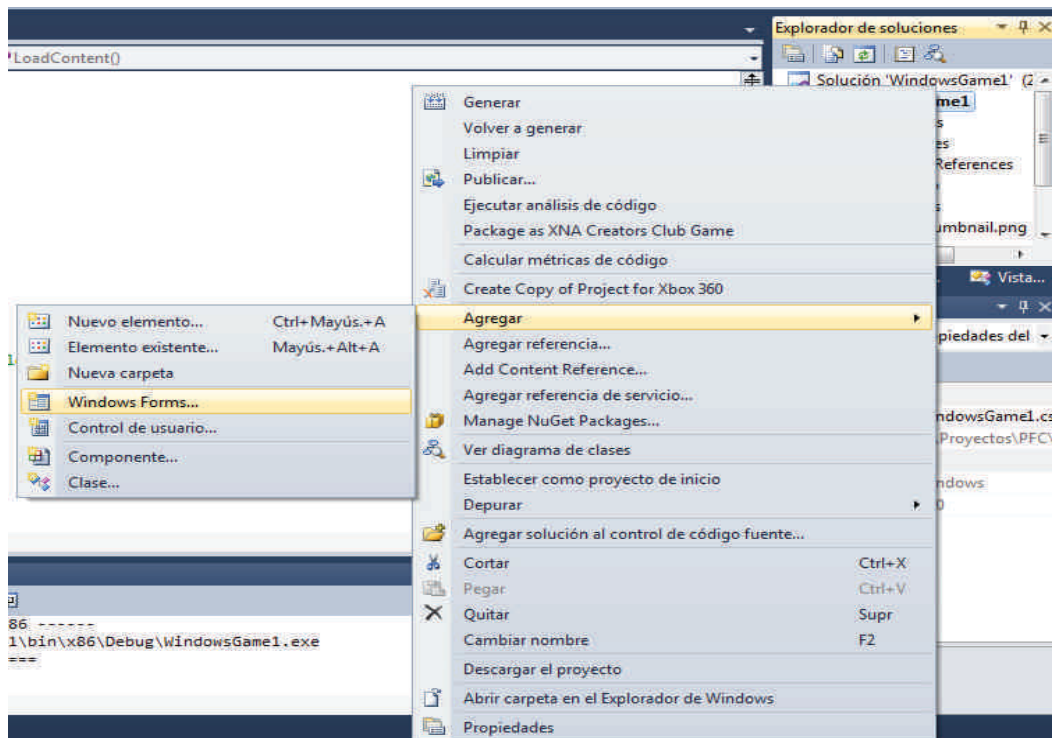 Explorador de soluciones
LoadContent()
Solución 'WindowsGame1' (2
Generar
me1
Volver a generar
Limpiar
References
Publicar...
Ejecutar análisis de código
Package as XNA Creators Club Game
umbnail.png
Calcular métricas de código
Vista...
Create Copy of Project for Xbox 360
Agregar
Nuevo elemento... Ctrl+Mayús.+A
piedades del
Agregar referencia...
Elemento existente... Mayús.+Alt+A
Add Content Reference...
Nueva carpeta
Agregar referencia de servicio...
Windows Forms...
ndowsGame1.cs
Manage NuGet Packages...
Control de usuario...
Proyectos\PFC\
Ver diagrama de clases
Componente...
Establecer como proyecto de inicio
ndows
Clase...
Depurar
0
Agregar solución al control de código fuente...
Cortar Ctrl+X
Pegar Ctrl+V
Quitar Supr
86 ------
1\bin\x86\Debug\WindowsGame1.exe
Cambiar nombre F2
===
Descargar el proyecto
Abrir carpeta en el Explorador de Windows
Propiedades